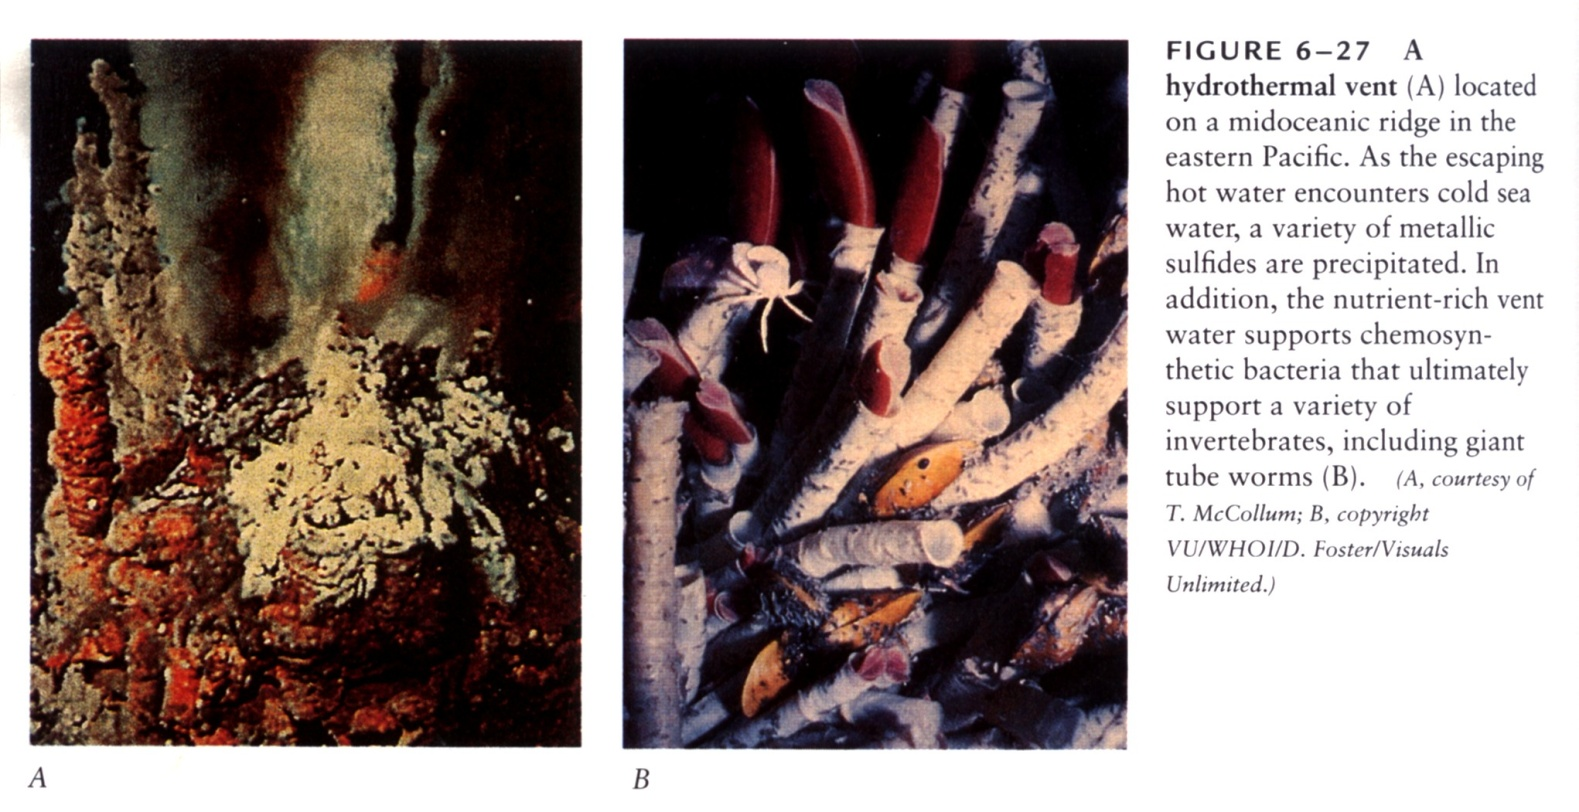 FIGURE 6–27 A
hydrothermal vent (A) located
on a midoceanic ridge in the
eastern Pacific. As the escaping
hot water encounters cold sea
water, a variety of metallic
sulfides are precipitated. In
addition, the nutrient-rich vent
water supports chemosyn-
thetic bacteria that ultimately
support a variety of
invertebrates, including giant
tube worms (B). (A, courtesy of
T. McCollum; B, copyright
VU/WHOI/D. Foster/Visuals
Unlimited.)
A
B